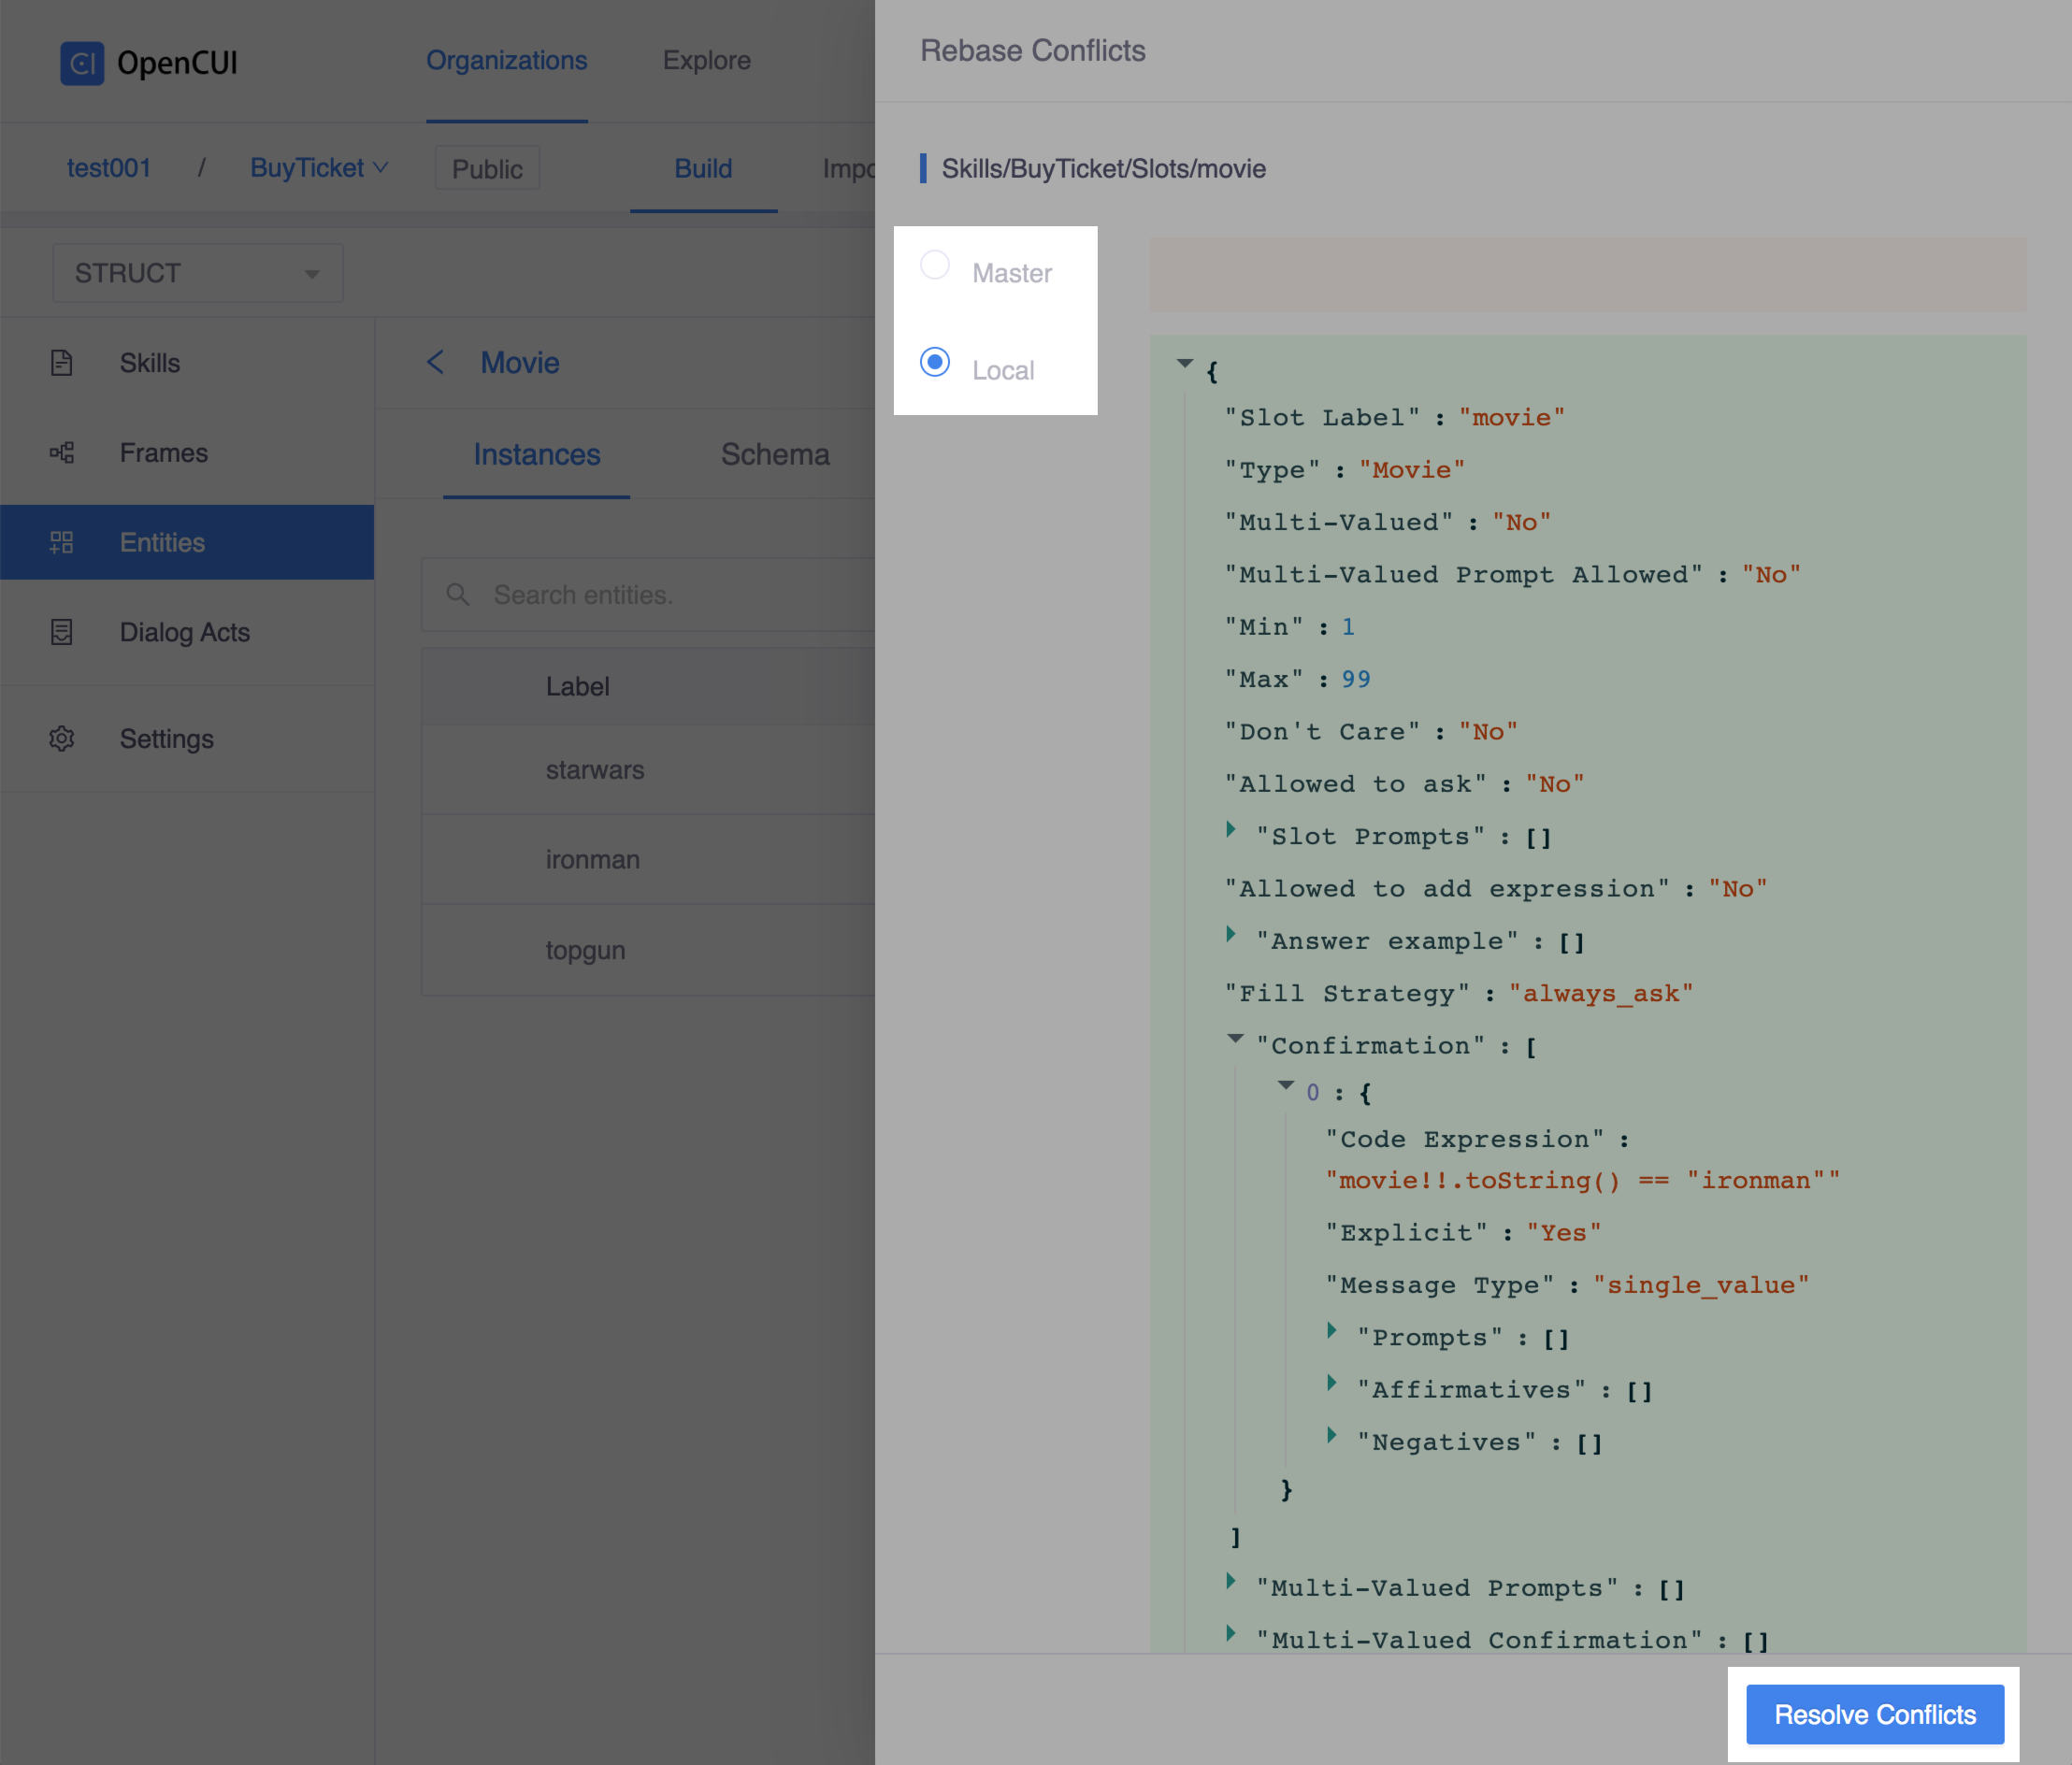 OpenCUI
Organizations
Explore
test001 / BuyTicket
Public
Build
Impo
STRUCT
Skills
Frames
Entities
Dialog Acts
Settings
Movie
Instances
Schema
Search entities.
Label
starwars
ironman
topgun
Rebase Conflicts
Skills/BuyTicket/Slots/movie
Master
Local
{
"Slot Label" : "movie"
"Type" : "Movie"
"Multi-Valued" : "No"
"Multi-Valued Prompt Allowed" : "No"
"Min" : 1
"Max" : 99
"Don't Care" : "No"
"Allowed to ask" : "No"
"Slot Prompts" : []
"Allowed to add expression" : "No"
"Answer example" : []
"Fill Strategy" : "always_ask"
"Confirmation" : [
0 : {
"Code Expression" :
"movie!!.toString() == "ironman""
"Explicit" : "Yes"
"Message Type" : "single_value"
"Prompts" : []
"Affirmatives" : []
"Negatives" : []
}
]
"Multi-Valued Prompts" : []
"Multi-Valued Confirmation" : []
Resolve Conflicts